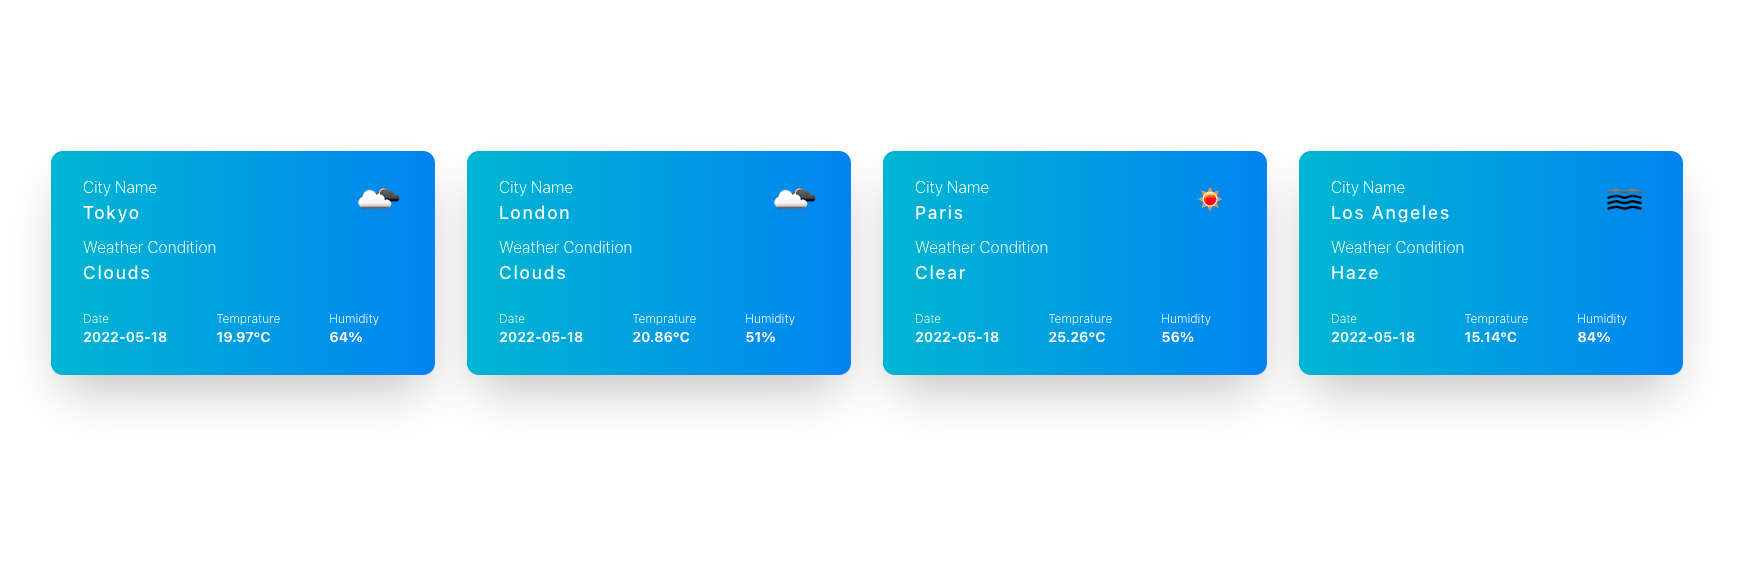 City Name
Tokyo
Weather Condition
Clouds
Date
2022-05-18
Temprature
19.97°C
Humidity
64%
City Name
London
Weather Condition
Clouds
Date
2022-05-18
Temprature
20.86°C
Humidity
51%
City Name
Paris
Weather Condition
Clear
Date
2022-05-18
Temprature
25.26°C
Humidity
56%
City Name
Los Angeles
Weather Condition
Haze
Date
2022-05-18
Temprature
15.14°C
Humidity
84%